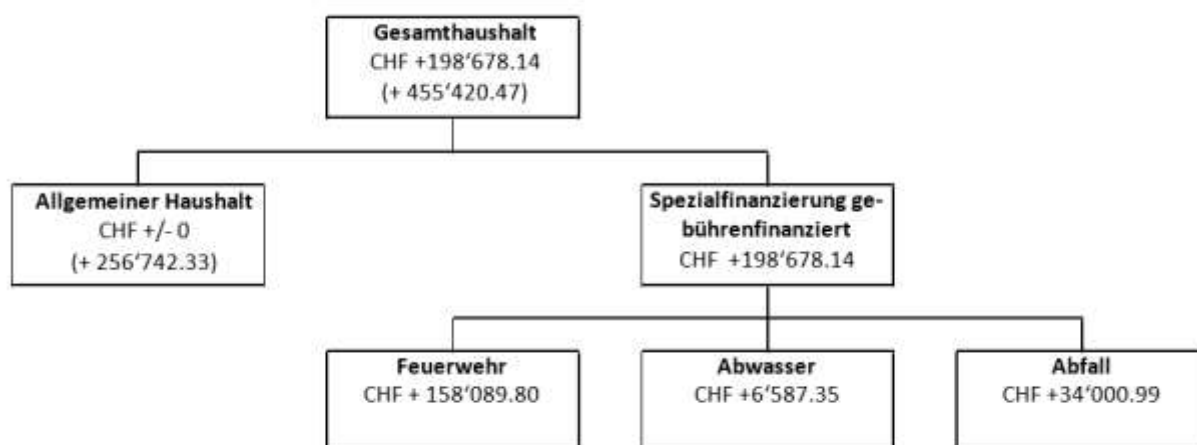 Gesamthaushalt
CHF +198‘678.14
(+ 455‘420.47)
Allgemeiner Haushalt
CHF +/- 0
(+ 256‘742.33)
Spezialfinanzierung ge-
bührenfinanziert
CHF +198‘678.14
Feuerwehr
CHF + 158‘089.80
Abwasser
CHF +6‘587.35
Abfall
CHF +34‘000.99